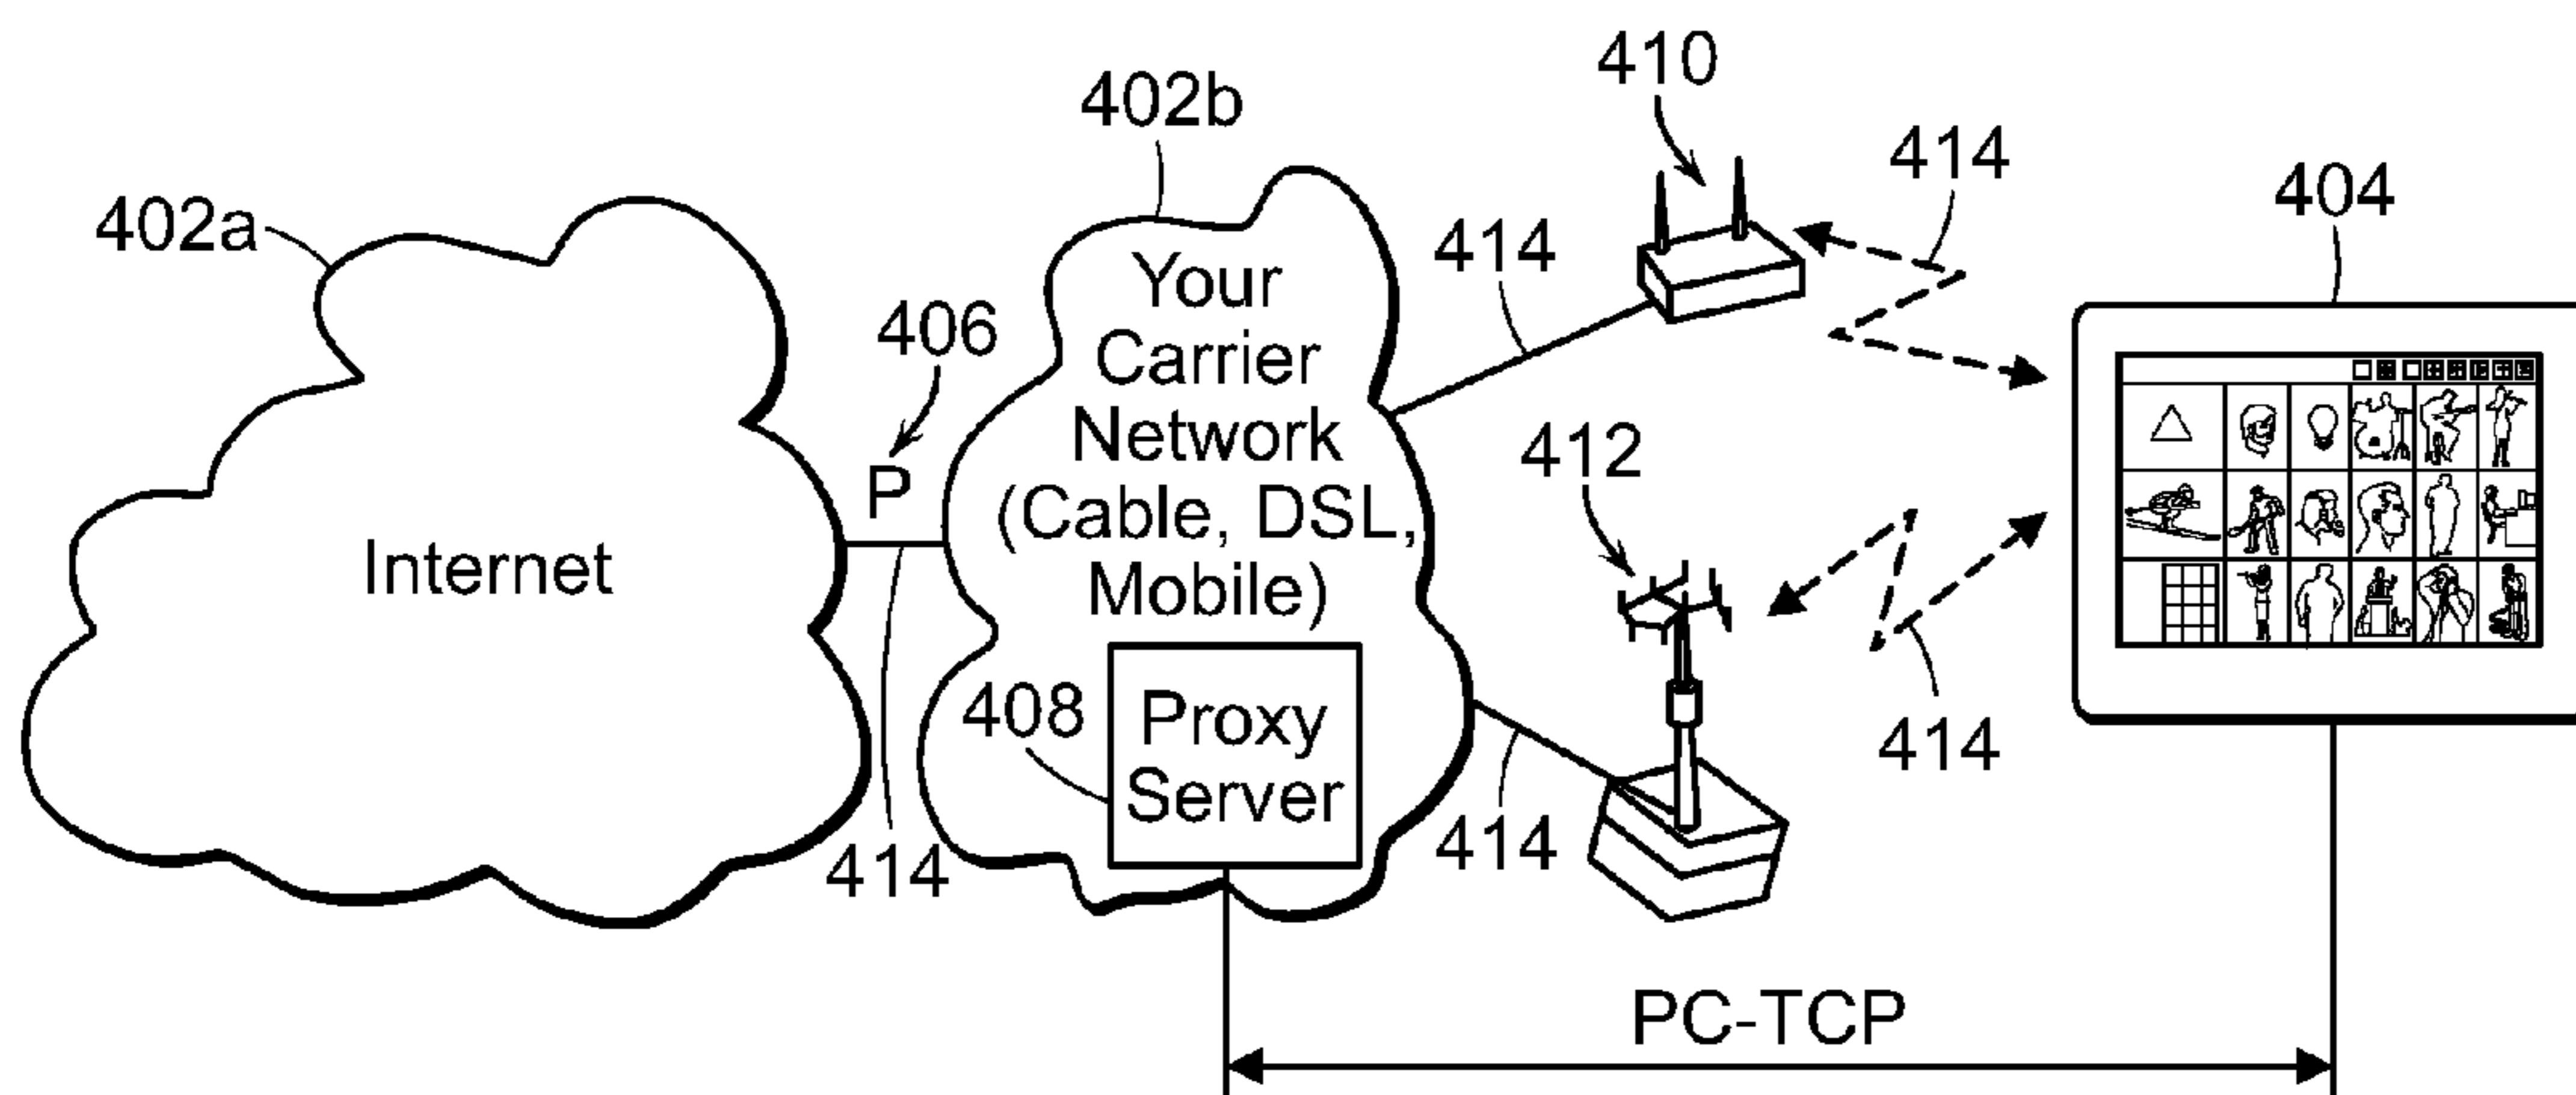 410
402b
414
404
402a
414
406
Your
Carrier
Network
(Cable, DSL,
Mobile)
P
412
Internet
408
Proxy
Server
414
414
414
PC-TCP